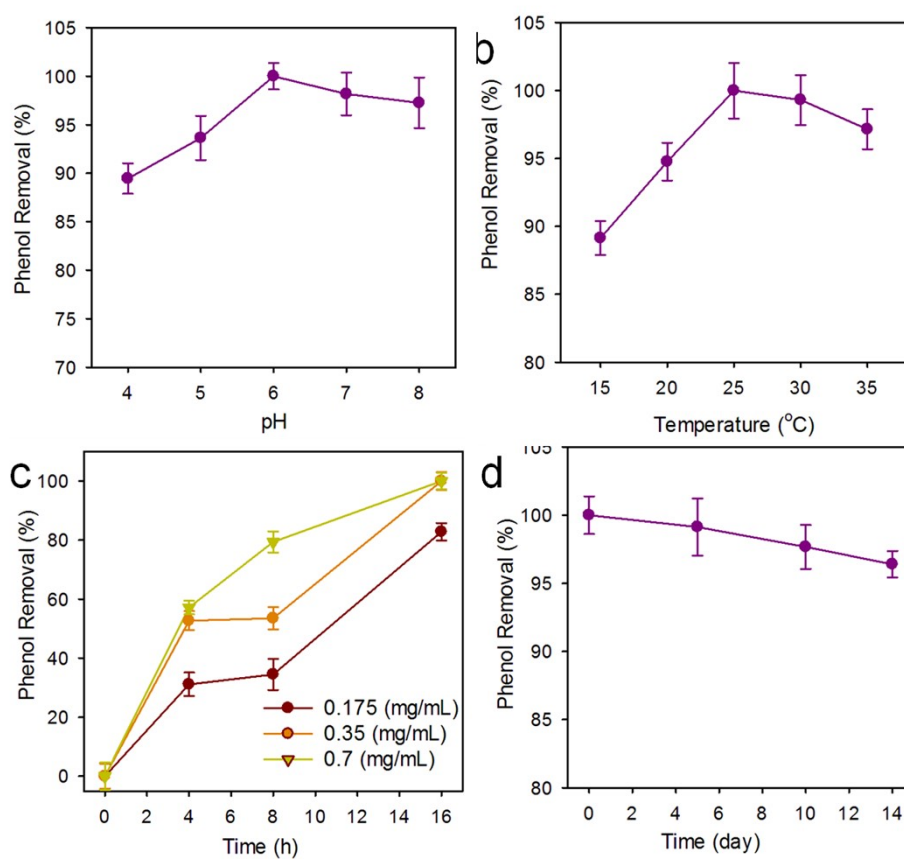 Phenol Removal (%)
105
100
95
90
85
80
75
70
4 5 6 7 8
pH
b
Phenol Removal (%)
105
100
95
90
85
80
15 20 25 30 35
Temperature (°C)
c
Phenol Removal (%)
100
80
60
40
20
0
0.175 (mg/mL)
0.35 (mg/mL)
0.7 (mg/mL)
0 2 4 6 8 10 12 14 16
Time (h)
d
Phenol Removal (%)
105
100
95
90
85
80
0 2 4 6 8 10 12 14
Time (day)